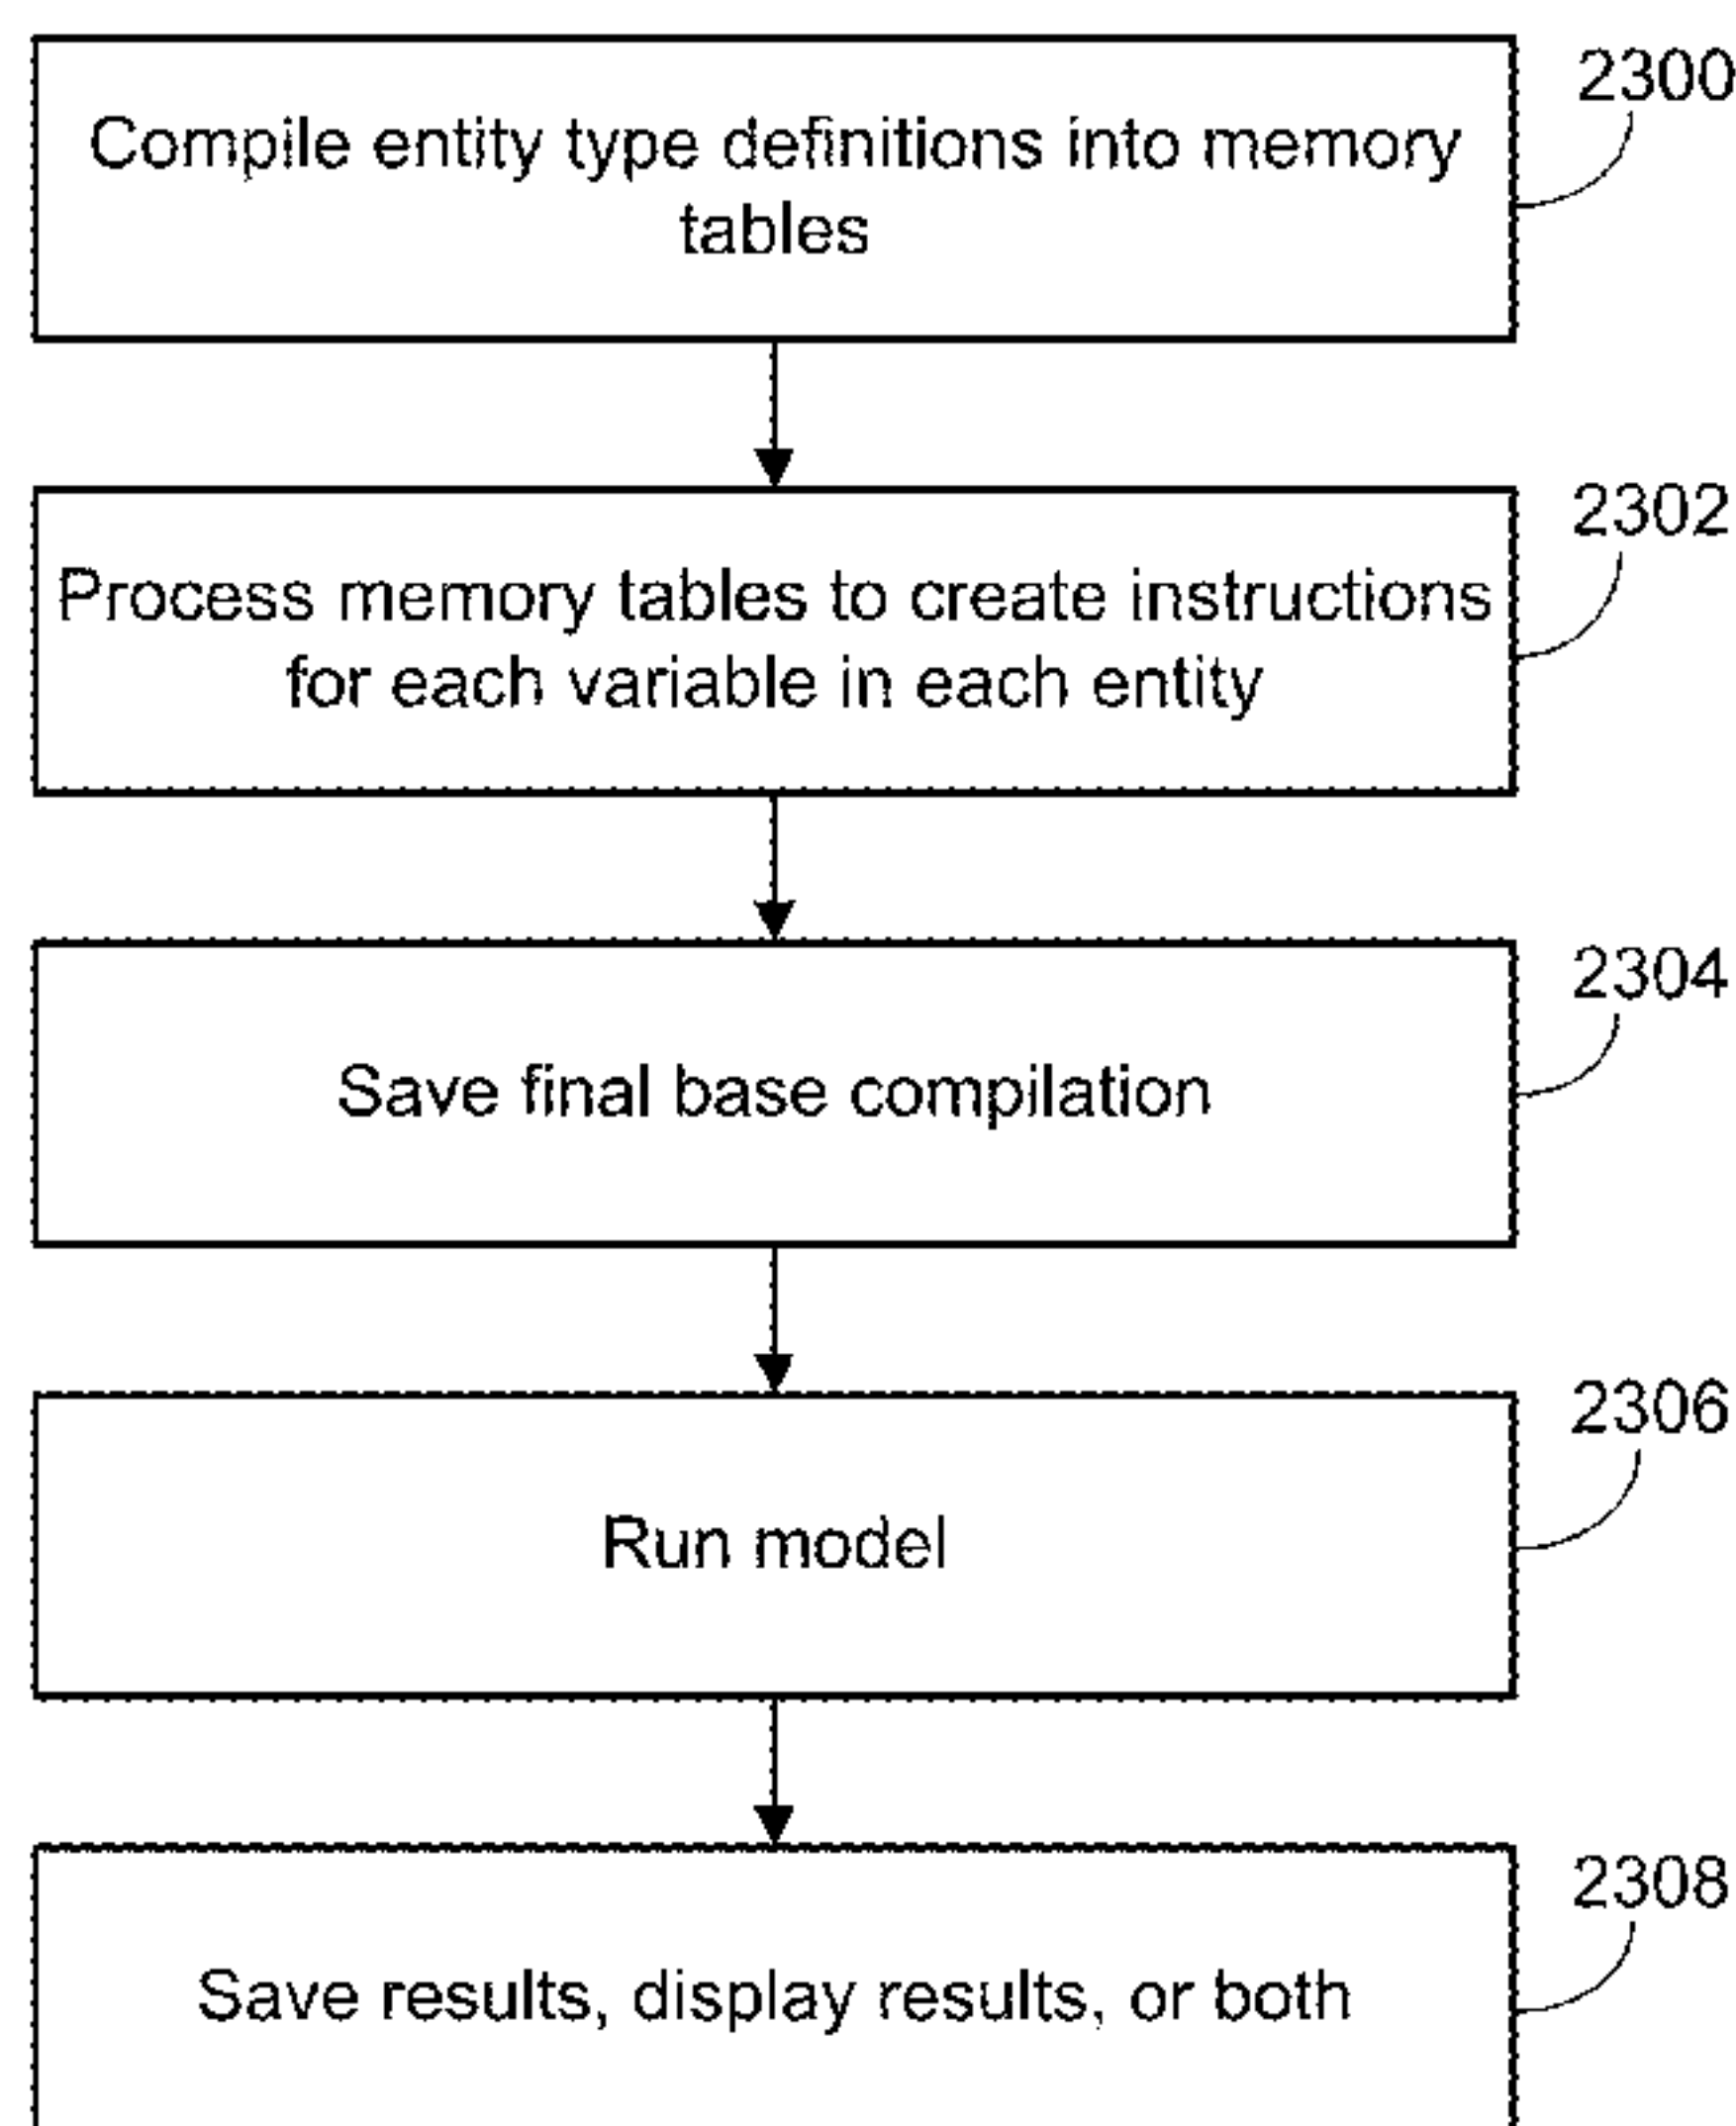 2300
Compile entity type definitions into memory
tables
2302
Process memory tables to create instructions
for each variable in each entity
2304
Save final base compilation
2306
Run model
2308
Save results, display results, or both